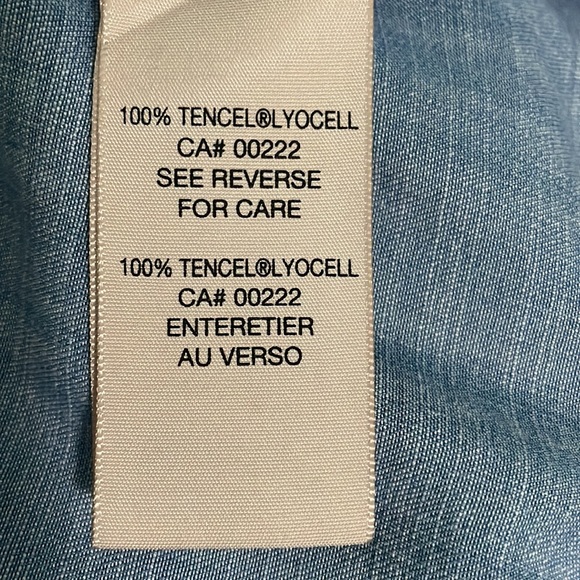 100% TENCEL®LYOCELL
CA# 00222
SEE REVERSE
FOR CARE
100% TENCEL®LYOCELL
CA# 00222
ENTERETIER
AU VERSO